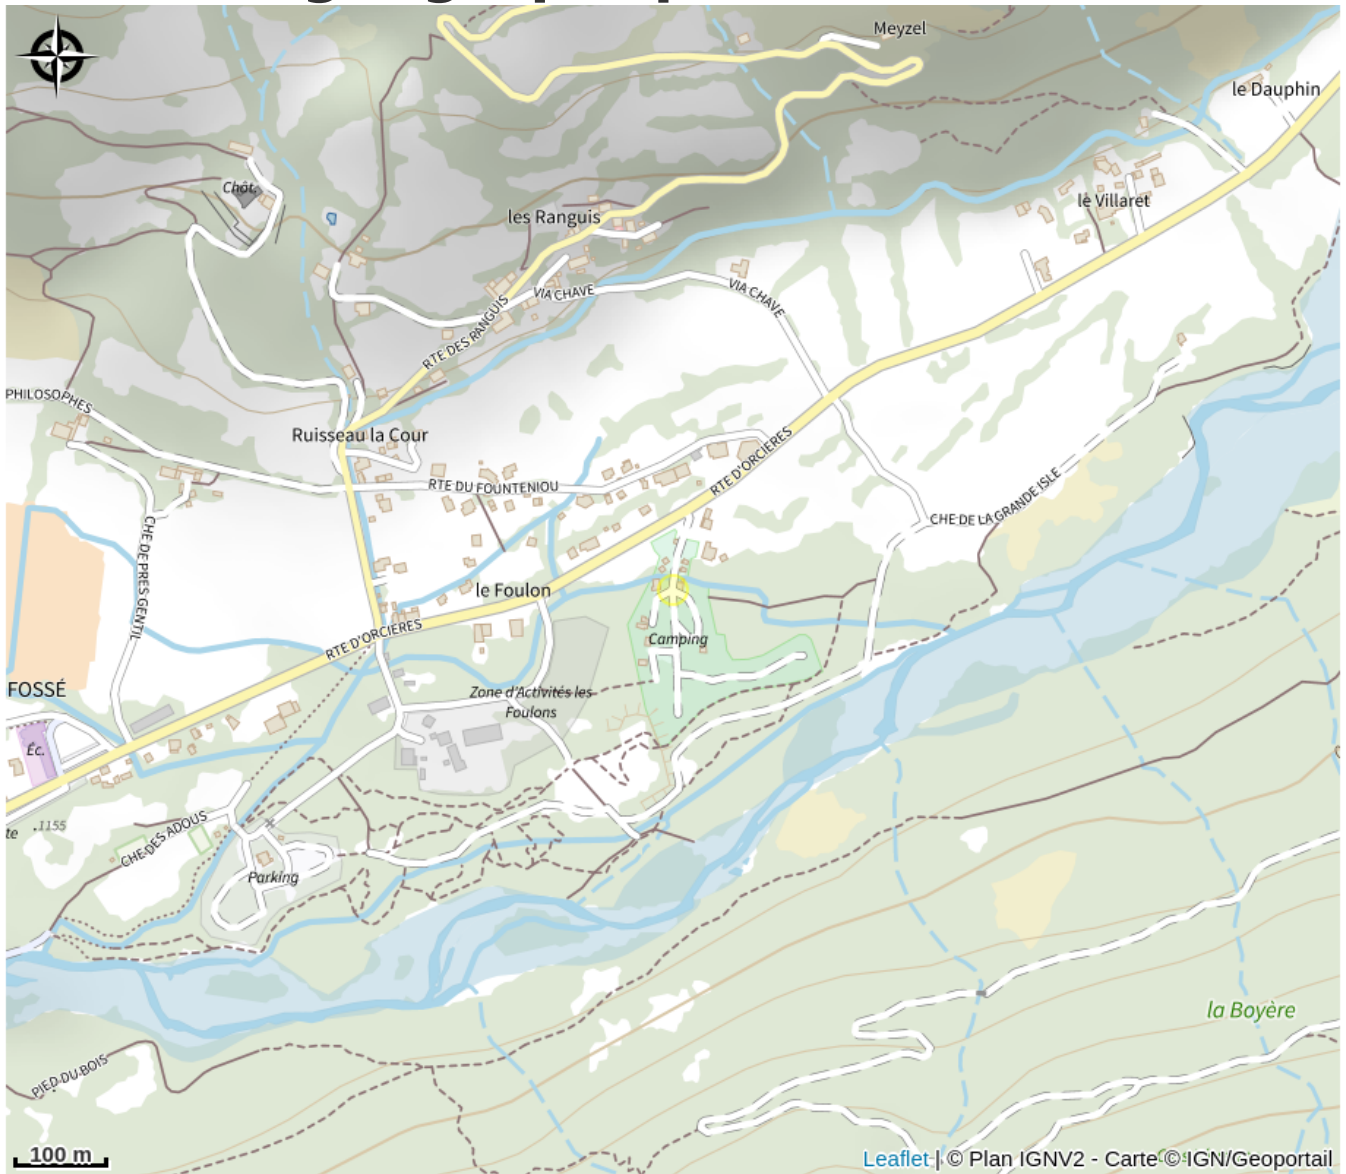 Meyzel
le Dauphin
Chât.
les Ranguis
le Villaret
VIA CHAVE
VIA CHAVE
RTE DES RANGUIS
PHILOSOPHES
Ruisseau la Cour
RTE D'ORCIERES
RTE DU FOUNTENIOU
CHE DE LA GRANDE ISLE
CHE DE PRES GENTIL
le Foulon
RTE D'ORCIERES
Camping
FOSSÉ
Zone d'Activités les
Foulons
Éc.
te
.1155
CHE DES ADOUS
Parking
la Boyère
PIED DU BOIS
100 m
Leaflet | © Plan IGNV2 - Carte © IGN/Geoportail